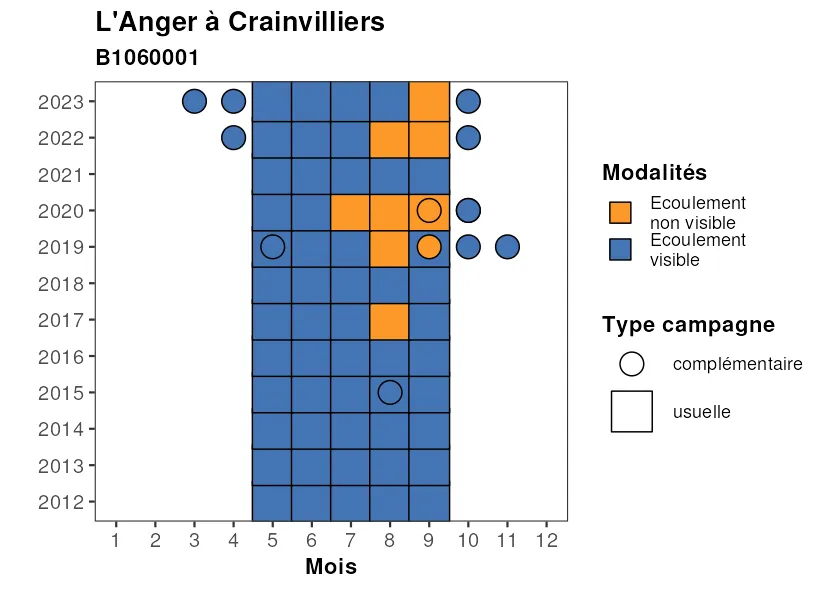 L'Anger à Crainvilliers
B1060001
2023
2022
2021
2020
2019
2018
2017
2016
2015
2014
2013
2012
1 2 3 4 5 6 7 8 9 10 11 12
Mois
Modalités
Ecoulement
non visible
Ecoulement
visible
Type campagne
complémentaire
usuelle